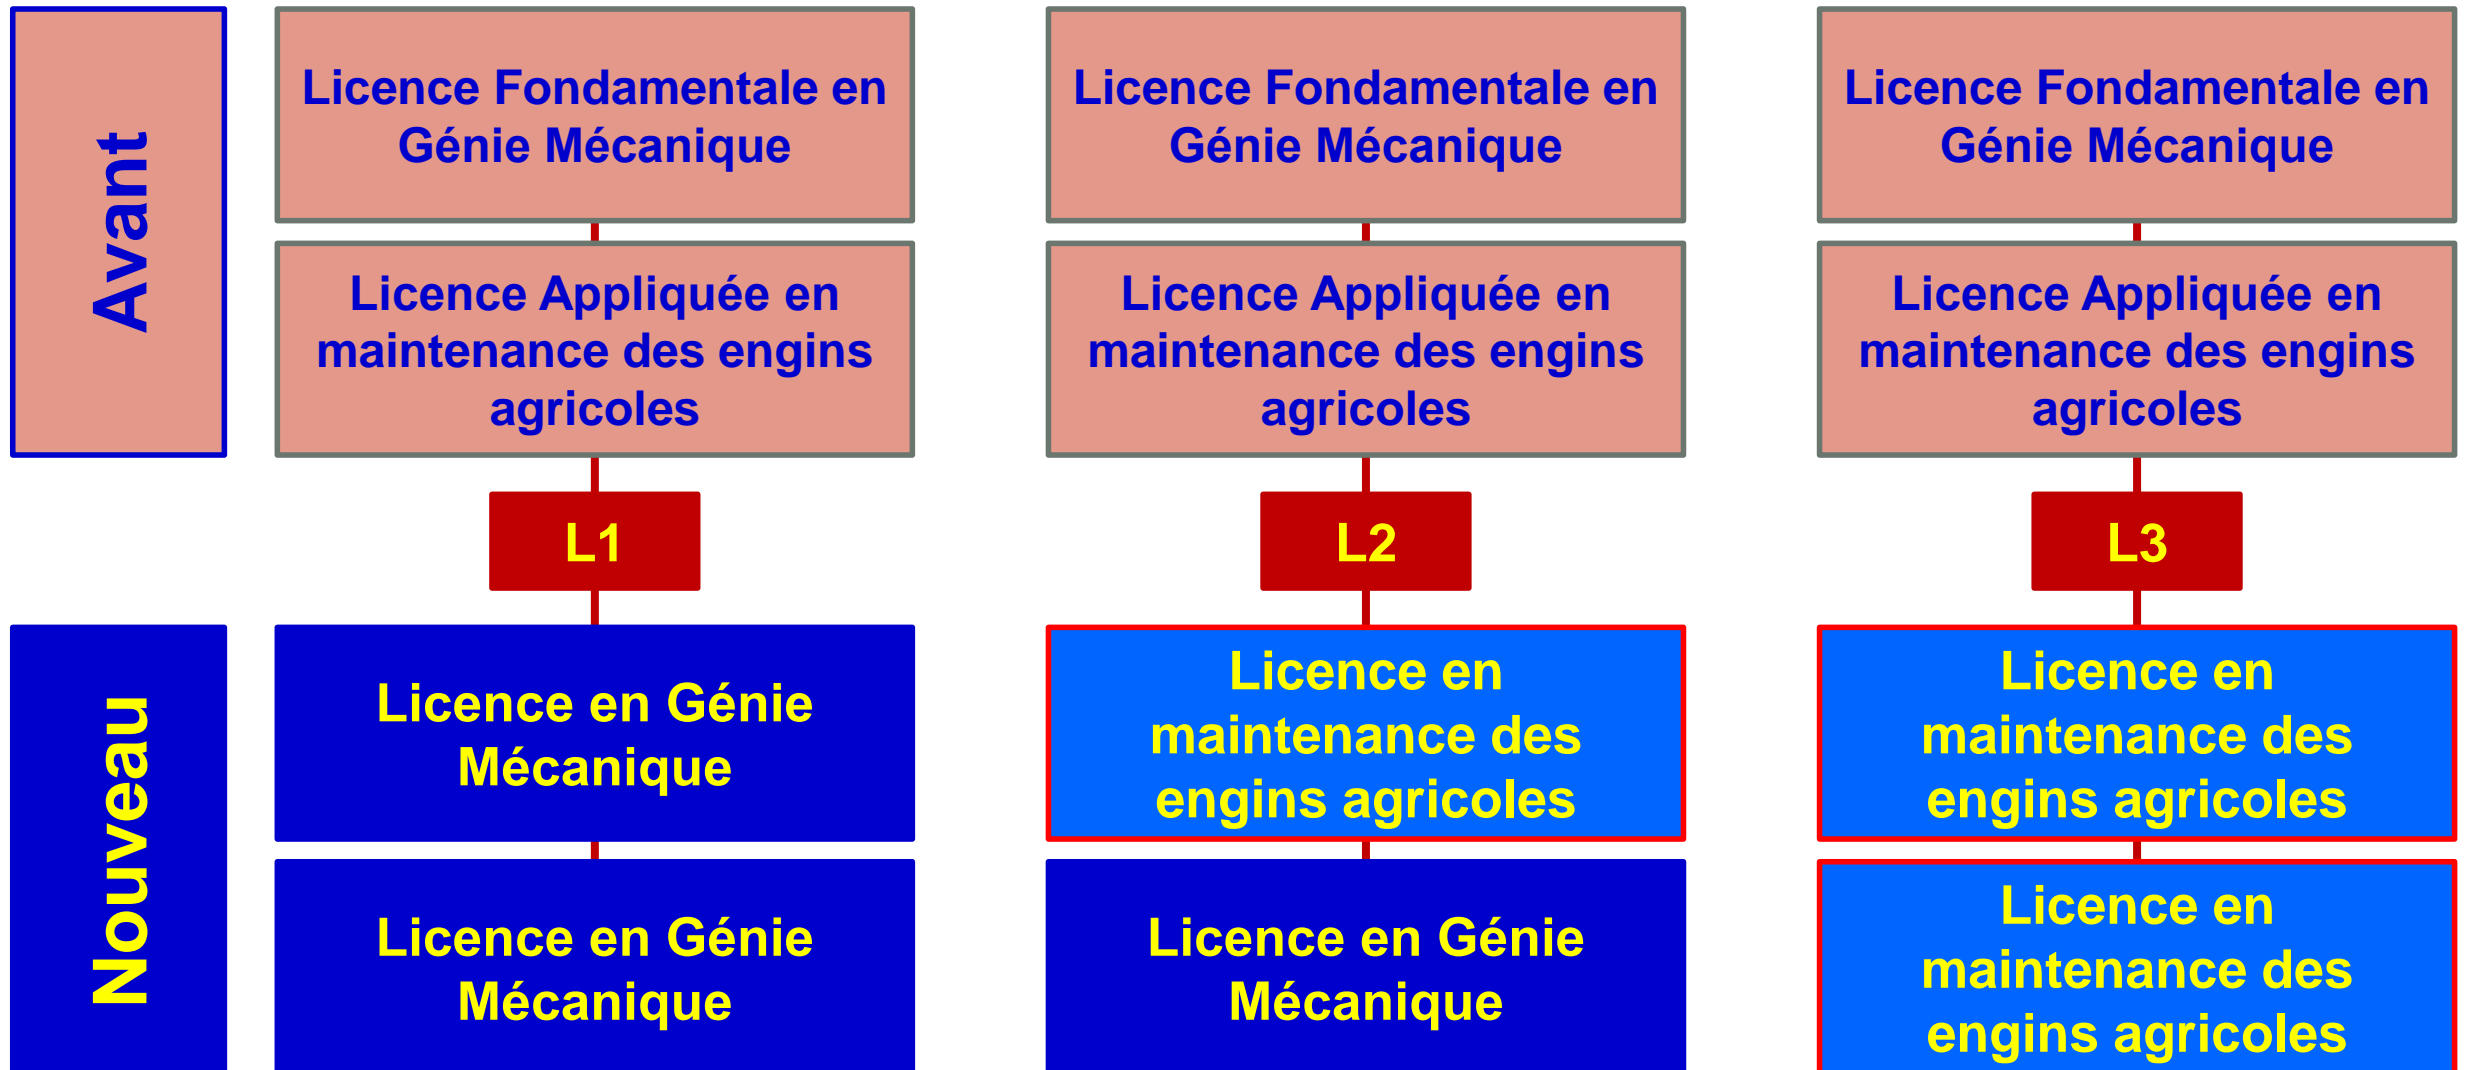 Avant
Licence Fondamentale en
Génie Mécanique
Licence Fondamentale en
Génie Mécanique
Licence Fondamentale en
Génie Mécanique
Licence Appliquée en
maintenance des engins
agricoles
Licence Appliquée en
maintenance des engins
agricoles
Licence Appliquée en
maintenance des engins
agricoles
L1
L2
L3
Nouveau
Licence en Génie
Mécanique
Licence en
maintenance des
engins agricoles
Licence en
maintenance des
engins agricoles
Licence en Génie
Mécanique
Licence en Génie
Mécanique
Licence en
maintenance des
engins agricoles